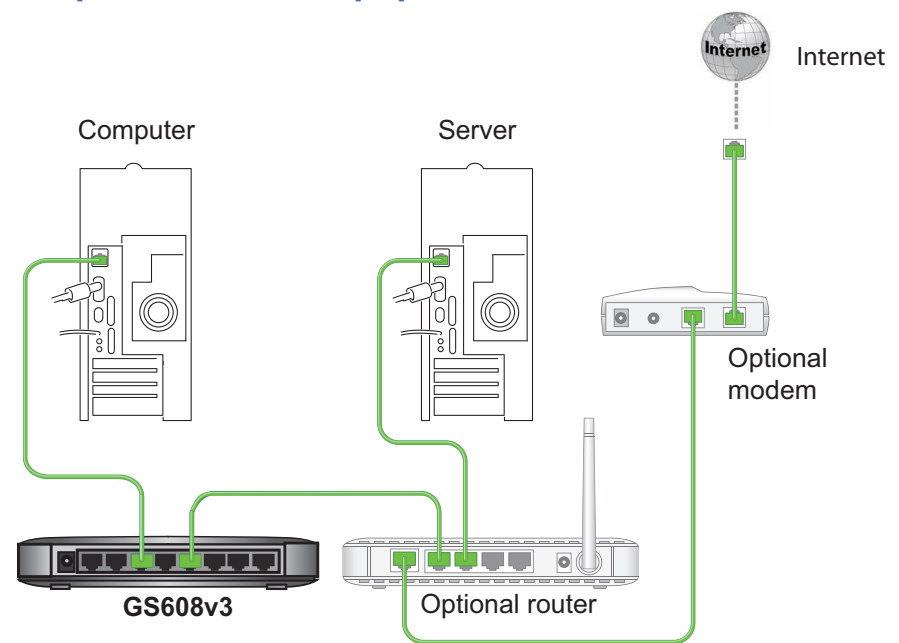 Internet
Internet
Computer
Server
Optional
modem
GS608v3
Optional router